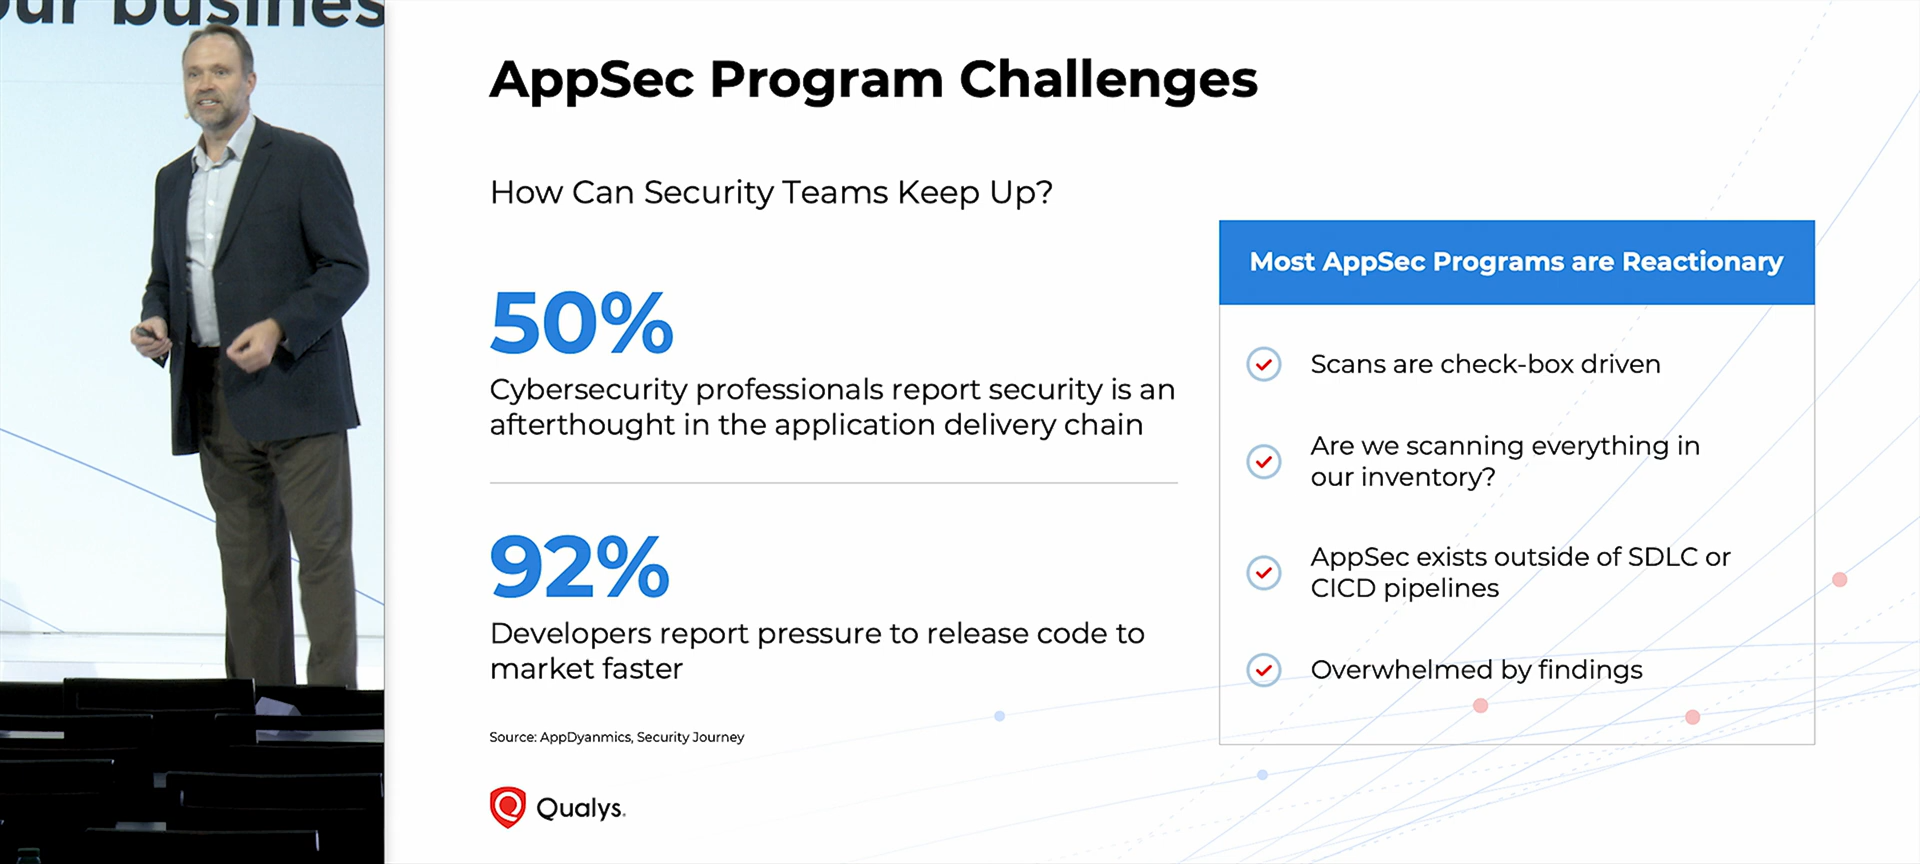 our busines
AppSec Program Challenges
How Can Security Teams Keep Up?
50%
Cybersecurity professionals report security is an
afterthought in the application delivery chain
92%
Developers report pressure to release code to
market faster
Source: AppDyanmics, Security Journey
Qualys.
Most AppSec Programs are Reactionary
Scans are check-box driven
Are we scanning everything in
our inventory?
AppSec exists outside of SDLC or
CICD pipelines
Overwhelmed by findings